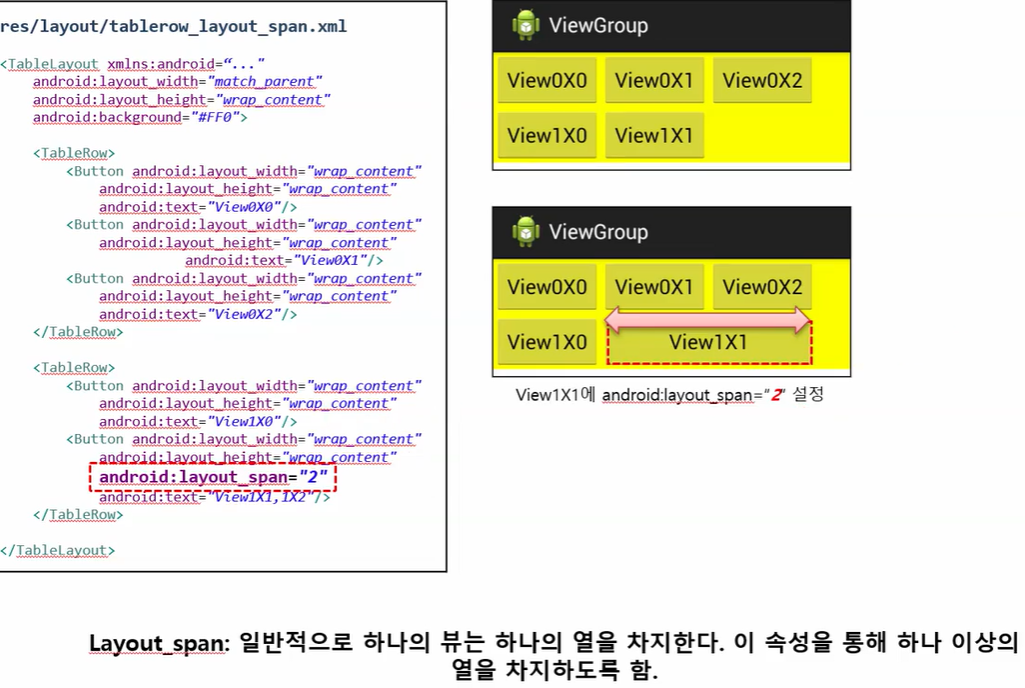 res/layout/tablerow_layout_span.xml
<TableLayout xmlns:android=“..."
android:layout_width="match_parent"
android:layout_height="wrap_content"
android:background="#FF0">
<TableRow>
<Button android:layout_width="wrap_content"
android:layout_height="wrap_content"
android:text="View0X0"/>
<Button android:layout_width="wrap_content"
android:layout_height="wrap_content"
android:text="View0X1"/>
<Button android:layout_width="wrap_content"
android:layout_height="wrap_content"
android:text="View0X2"/>
</TableRow>
<TableRow>
<Button android:layout_width="wrap_content"
android:layout_height="wrap_content"
android:text="View1X0"/>
<Button android:layout_width="wrap_content"
android:layout_height="wrap_content"
android:layout_span="2"
android:text="View1X1,1X2"/>
</TableRow>
</TableLayout>
ViewGroup
View0X0 View0X1 View0X2
View1X0 View1X1
ViewGroup
View0X0 View0X1 View0X2
View1X0 View1X1
View1X1에 android:layout_span="2" 설정
Layout_span: 일반적으로 하나의 뷰는 하나의 열을 차지한다. 이 속성을 통해 하나 이상의
열을 차지하도록 함.